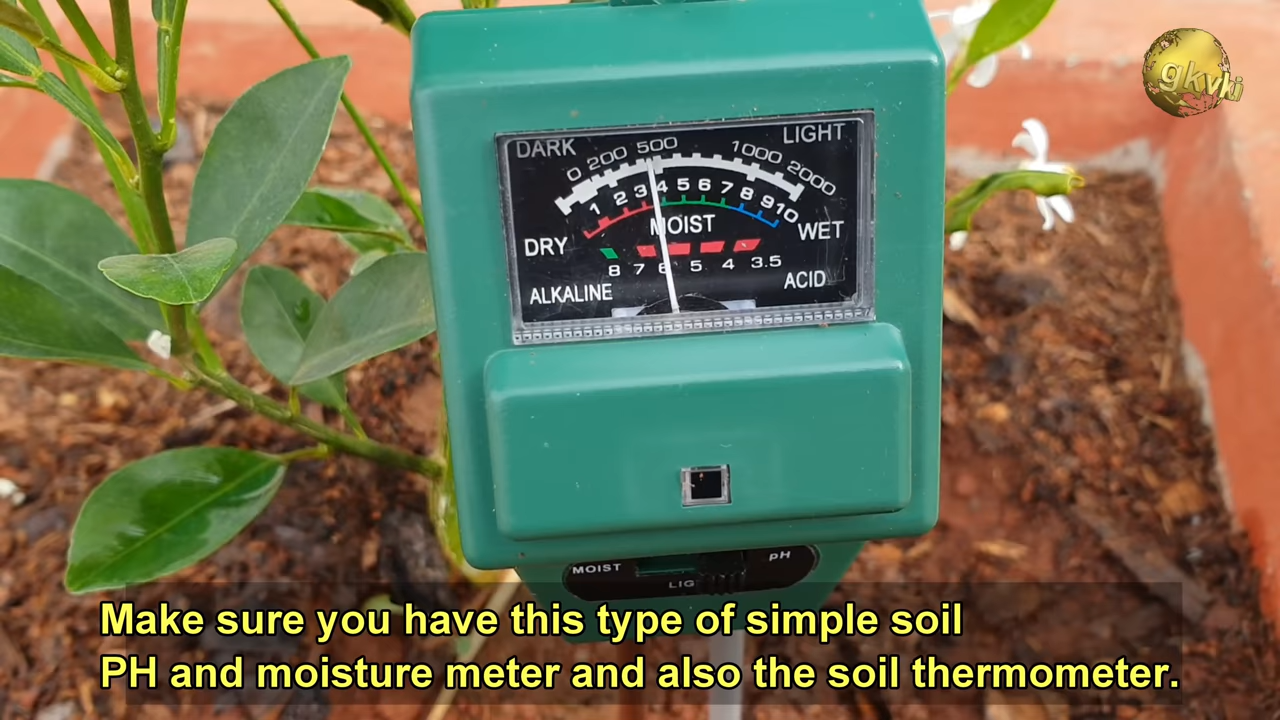 gkvki
DARK
LIGHT
0 200 500 1000 2000
1 2 3 4 5 6 7 8 9 10
DRY
MOIST
WET
8 7 6 5 4 3.5
ALKALINE
ACID
MOIST
LIG
pH
Make sure you have this type of simple soil
PH and moisture meter and also the soil thermometer.